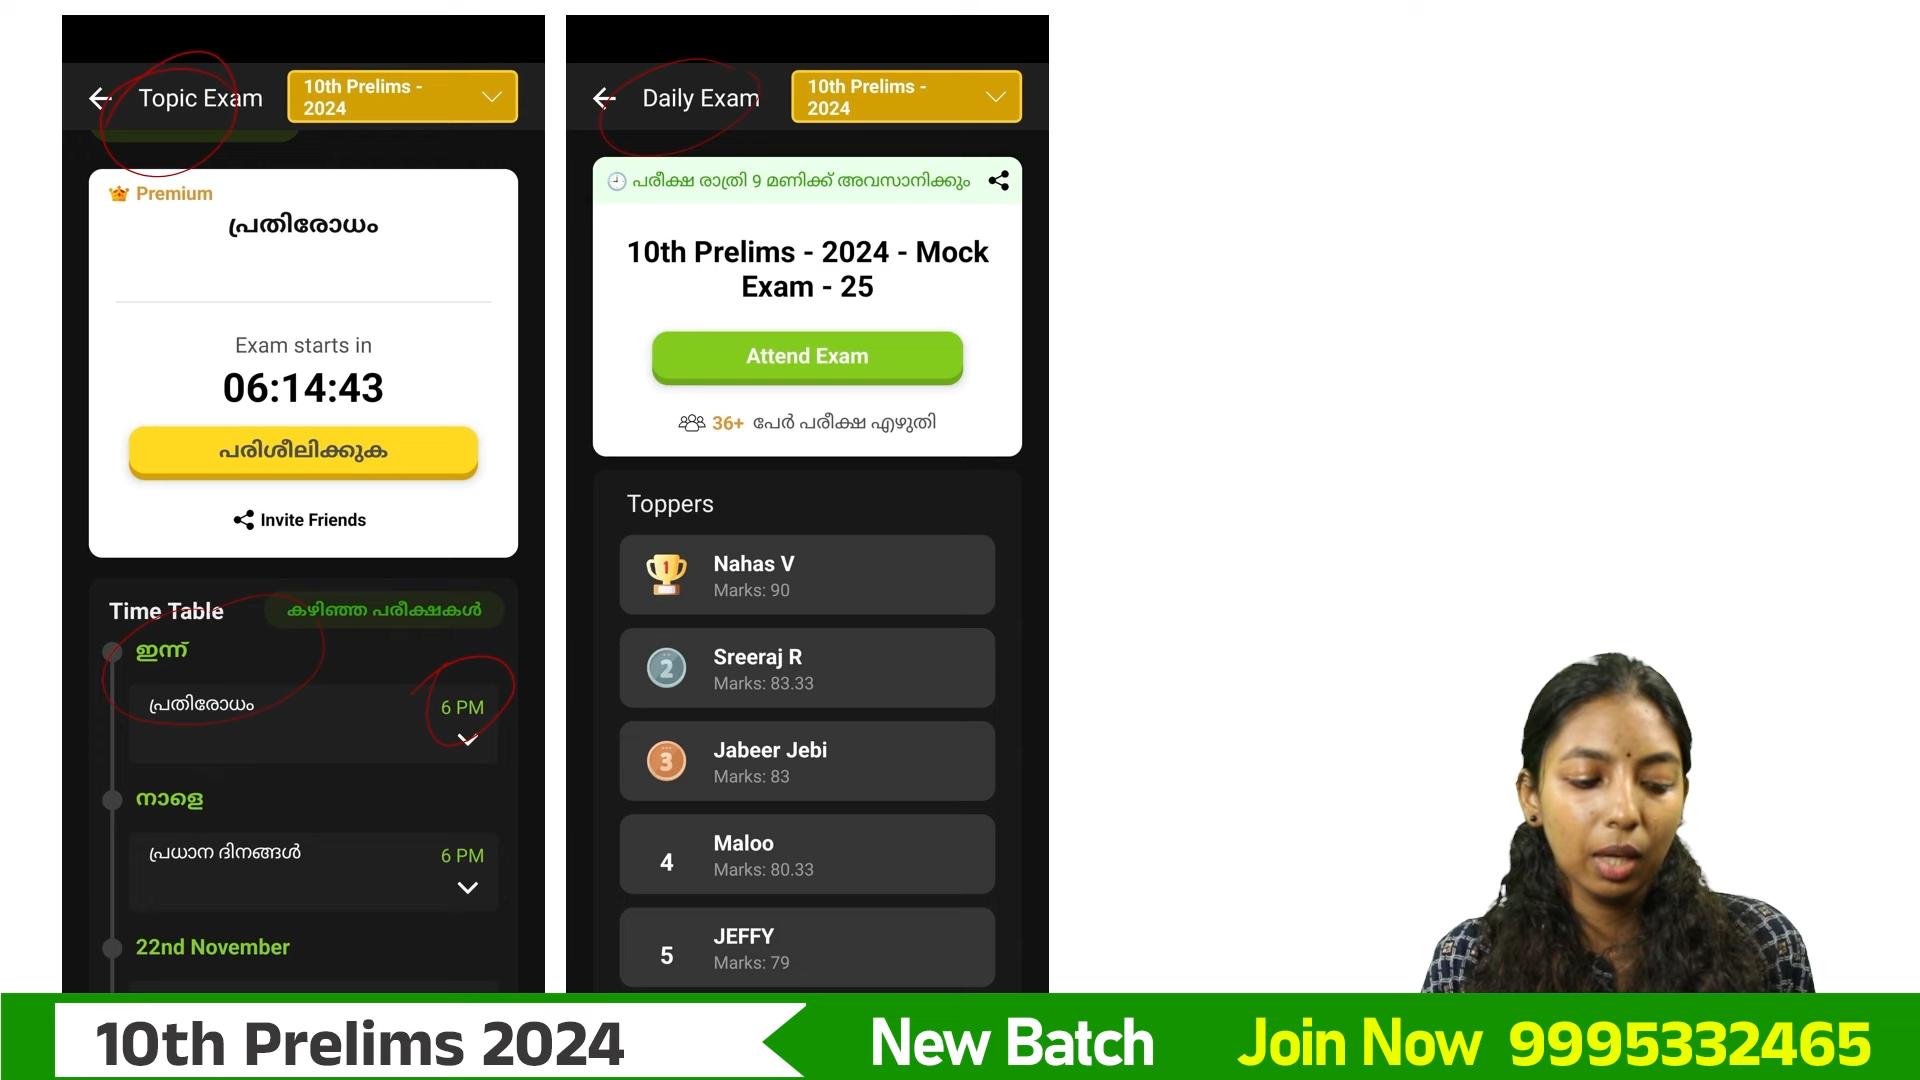 Topic Exam
10th Prelims -
2024
Premium
പ്രതിരോധം
Exam starts in
06:14:43
പരിശീലിക്കുക
Invite Friends
Time Table
കഴിഞ്ഞ പരീക്ഷകൾ
ഇന്ന്
പ്രതിരോധം
6 PM
നാളെ
പ്രധാന ദിനങ്ങൾ
6 PM
22nd November
Daily Exam
10th Prelims -
2024
പരീക്ഷ രാത്രി 9 മണിക്ക് അവസാനിക്കും
10th Prelims - 2024 - Mock
Exam - 25
Attend Exam
36+ പേർ പരീക്ഷ എഴുതി
Toppers
1
Nahas V
Marks: 90
2
Sreeraj R
Marks: 83.33
3
Jabeer Jebi
Marks: 83
4
Maloo
Marks: 80.33
5
JEFFY
Marks: 79
10th Prelims 2024
New Batch
Join Now 9995332465